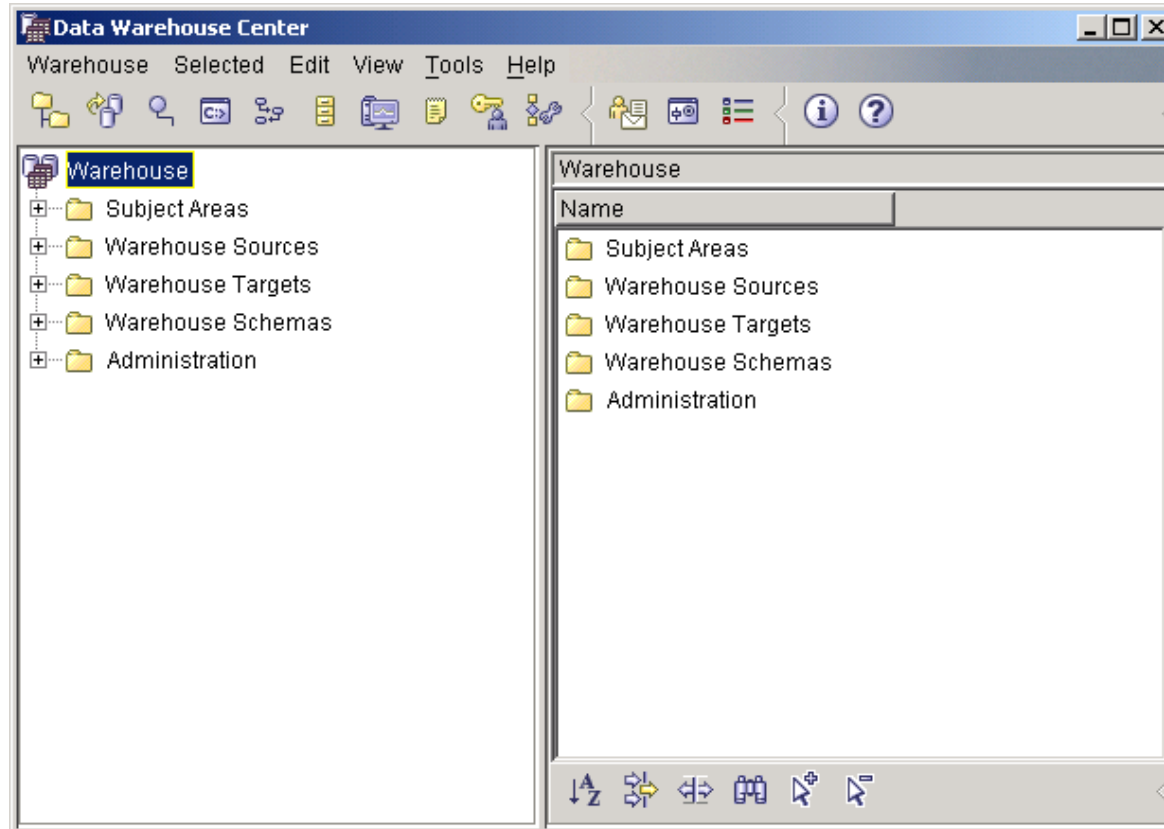 Data Warehouse Center
Warehouse Selected Edit View Tools Help
C:>
Warehouse
Subject Areas
Warehouse Sources
Warehouse Targets
Warehouse Schemas
Administration
Warehouse
Name
Subject Areas
Warehouse Sources
Warehouse Targets
Warehouse Schemas
Administration
AZ